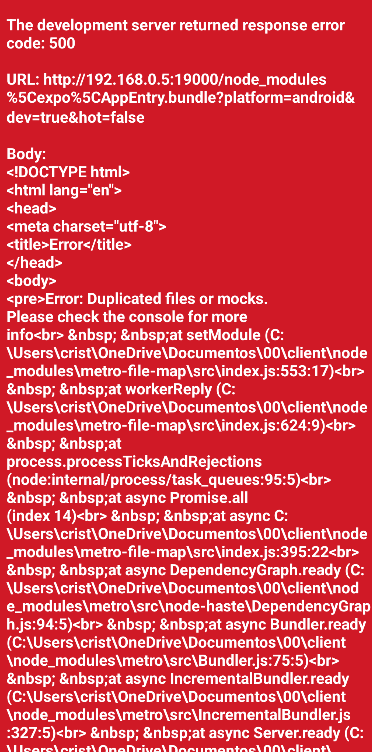 The development server returned response error
code: 500
URL: http://192.168.0.5:19000/node_modules
%5Cexpo%5CAppEntry.bundle?platform=android&
dev=true&hot=false
Body:
<!DOCTYPE html>
<html lang="en">
<head>
<meta charset="utf-8">
<title>Error</title>
</head>
<body>
<pre>Error: Duplicated files or mocks.
Please check the console for more
info<br> &nbsp; &nbsp;at setModule (C:
\Users\crist\OneDrive\Documentos\00\client\node
_modules\metro-file-map\src\index.js:553:17)<br>
&nbsp; &nbsp;at workerReply (C:
\Users\crist\OneDrive\Documentos\00\client\node
_modules\metro-file-map\src\index.js:624:9)<br>
&nbsp; &nbsp;at
process.processTicksAndRejections
(node:internal/process/task_queues:95:5)<br>
&nbsp; &nbsp;at async Promise.all
(index 14)<br> &nbsp; &nbsp;at async C:
\Users\crist\OneDrive\Documentos\00\client\node
_modules\metro-file-map\src\index.js:395:22<br>
&nbsp; &nbsp;at async DependencyGraph.ready (C:
\Users\crist\OneDrive\Documentos\00\client\nod
e_modules\metro\src\node-haste\DependencyGrap
h.js:94:5)<br> &nbsp; &nbsp;at async Bundler.ready
(C:\Users\crist\OneDrive\Documentos\00\client
\node_modules\metro\src\Bundler.js:75:5)<br>
&nbsp; &nbsp;at async IncrementalBundler.ready
(C:\Users\crist\OneDrive\Documentos\00\client
\node_modules\metro\src\IncrementalBundler.js
:327:5)<br> &nbsp; &nbsp;at async Server.ready (C:
\Users\crist\OneDrive\Documentos\00\client\